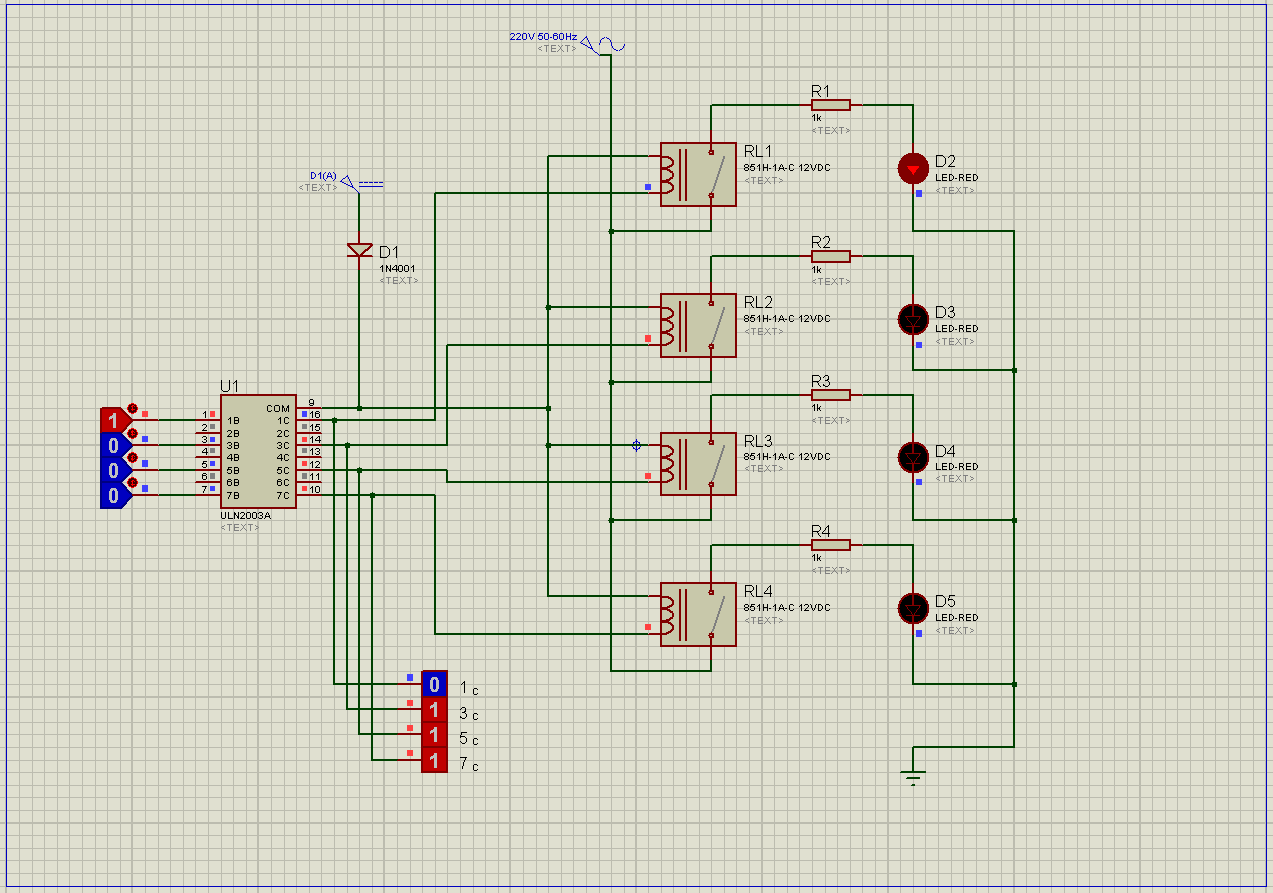 220V 50-60Hz
<TEXT>
R1
1k
<TEXT>
RL1
851H-1A-C 12VDC
<TEXT>
D2
LED-RED
<TEXT>
D1(A)
<TEXT>
D1
1N4001
<TEXT>
R2
1k
<TEXT>
RL2
851H-1A-C 12VDC
<TEXT>
D3
LED-RED
<TEXT>
R3
1k
<TEXT>
RL3
851H-1A-C 12VDC
<TEXT>
D4
LED-RED
<TEXT>
U1
COM 9
1 1 1B 1C 16
2 2B 2C 15
0 3 3B 3C 14
4 4B 4C 13
0 5 5B 5C 12
6 6B 6C 11
0 7 7B 7C 10
ULN2003A
<TEXT>
R4
1k
<TEXT>
RL4
851H-1A-C 12VDC
<TEXT>
D5
LED-RED
<TEXT>
0 1 c
1 3 c
1 5 c
1 7 c